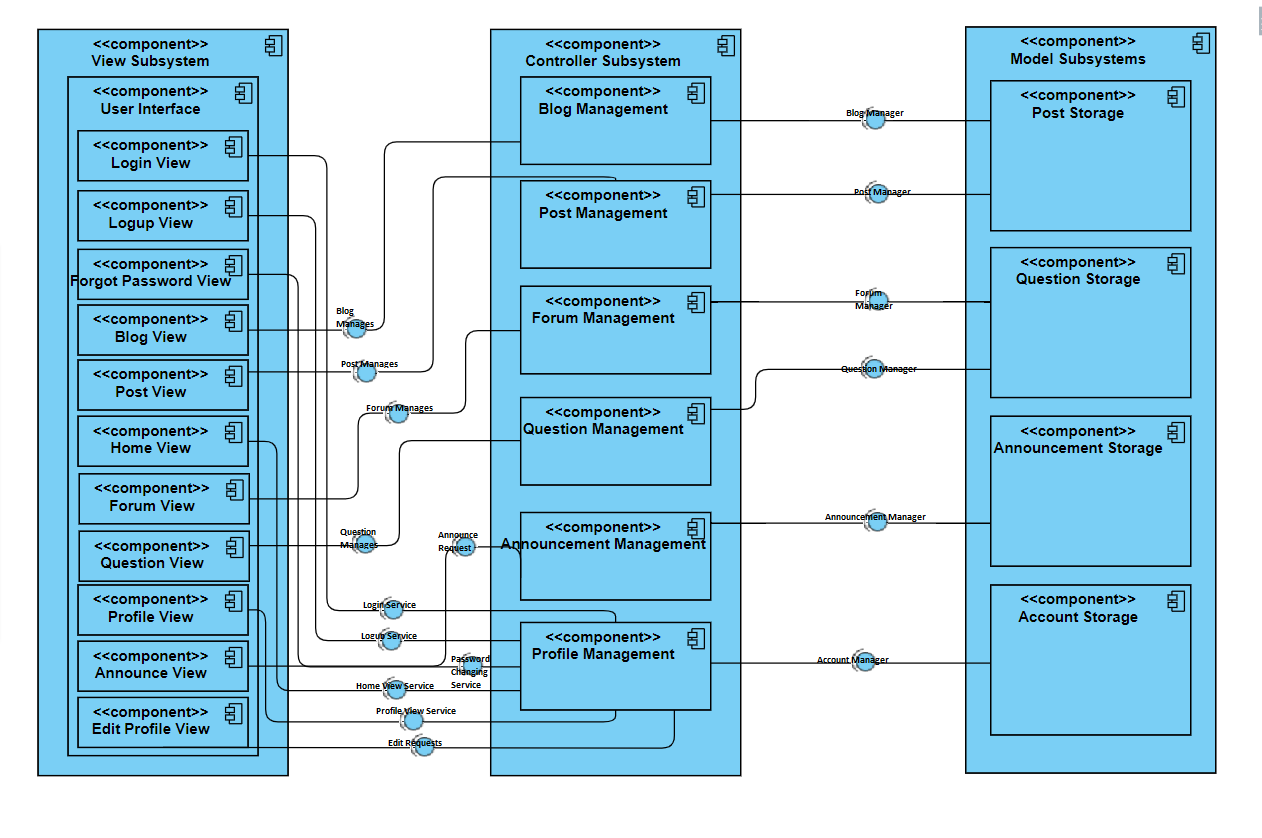 <<component>>
View Subsystem
<<component>>
User Interface
<<component>>
Login View
<<component>>
Logup View
<<component>>
Forgot Password View
<<component>>
Blog View
<<component>>
Post View
<<component>>
Home View
<<component>>
Forum View
<<component>>
Question View
<<component>>
Profile View
<<component>>
Announce View
<<component>>
Edit Profile View
Blog
Manages
Post Manages
Forum Manages
Question
Manages
Announce
Request
Login Service
Logub Service
Password
Changing
Service
Home View Service
Profile View Service
Edit Requests
<<component>>
Controller Subsystem
<<component>>
Blog Management
<<component>>
Post Management
<<component>>
Forum Management
<<component>>
Question Management
<<component>>
Announcement Management
<<component>>
Profile Management
Blog Manager
Post Manager
Forum
Manager
Question Manager
Announcement Manager
Account Manager
<<component>>
Model Subsystems
<<component>>
Post Storage
<<component>>
Question Storage
<<component>>
Announcement Storage
<<component>>
Account Storage